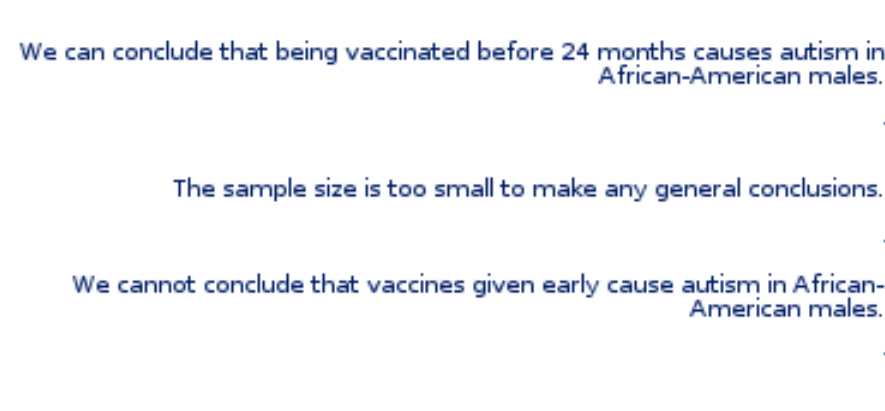 We can conclude that being vaccinated before 24 months causes autism in
African-American males.
The sample size is too small to make any general conclusions.
We cannot conclude that vaccines given early cause autism in African-
American males.